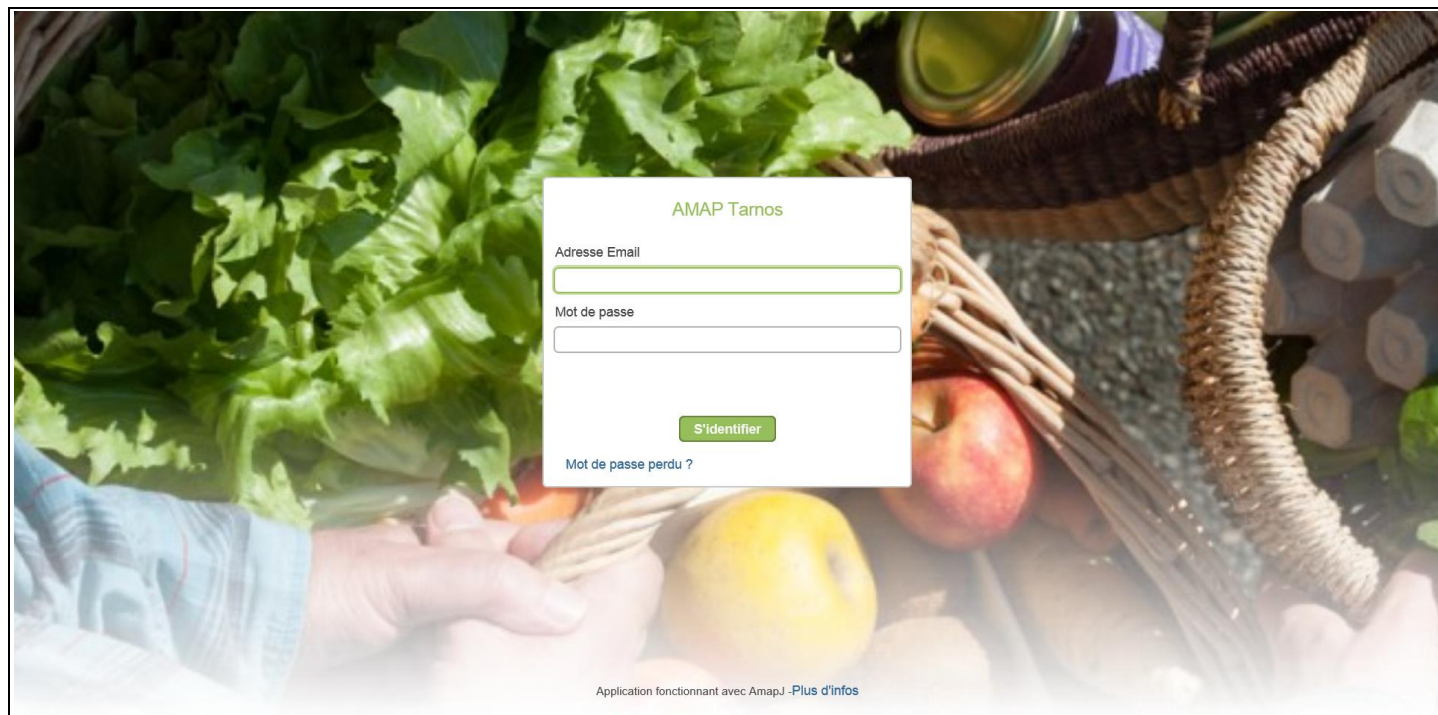 AMAP Tarnos
Adresse Email
Mot de passe
S'identifier
Mot de passe perdu ?
Application fonctionnant avec AmapJ -Plus d'infos